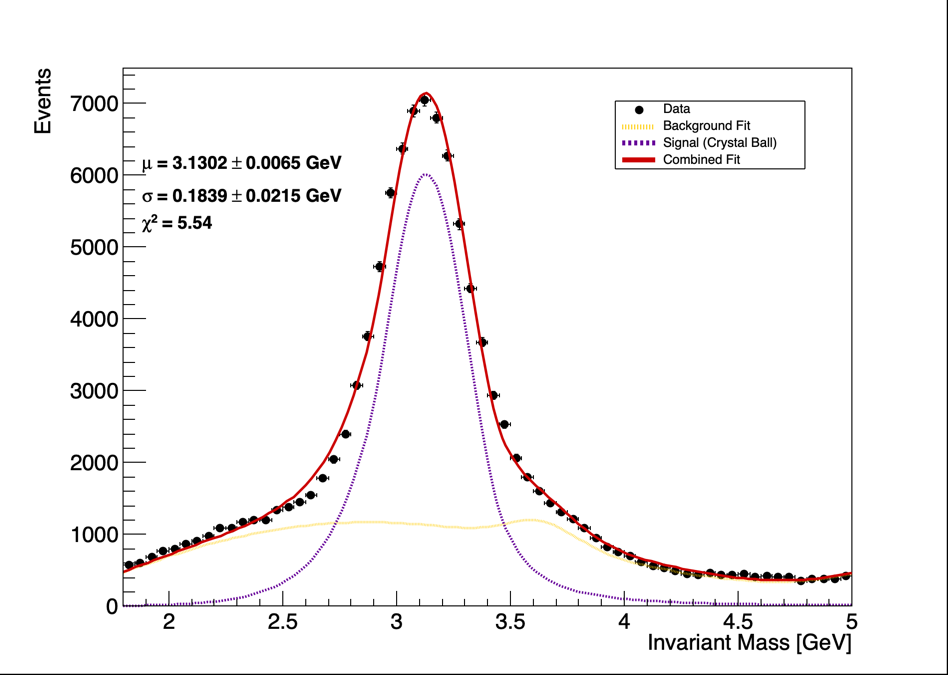 Events
7000
6000
5000
4000
3000
2000
1000
0
μ = 3.1302 ± 0.0065 GeV
σ = 0.1839 ± 0.0215 GeV
χ² = 5.54
Data
Background Fit
Signal (Crystal Ball)
Combined Fit
2 2.5 3 3.5 4 4.5 5
Invariant Mass [GeV]